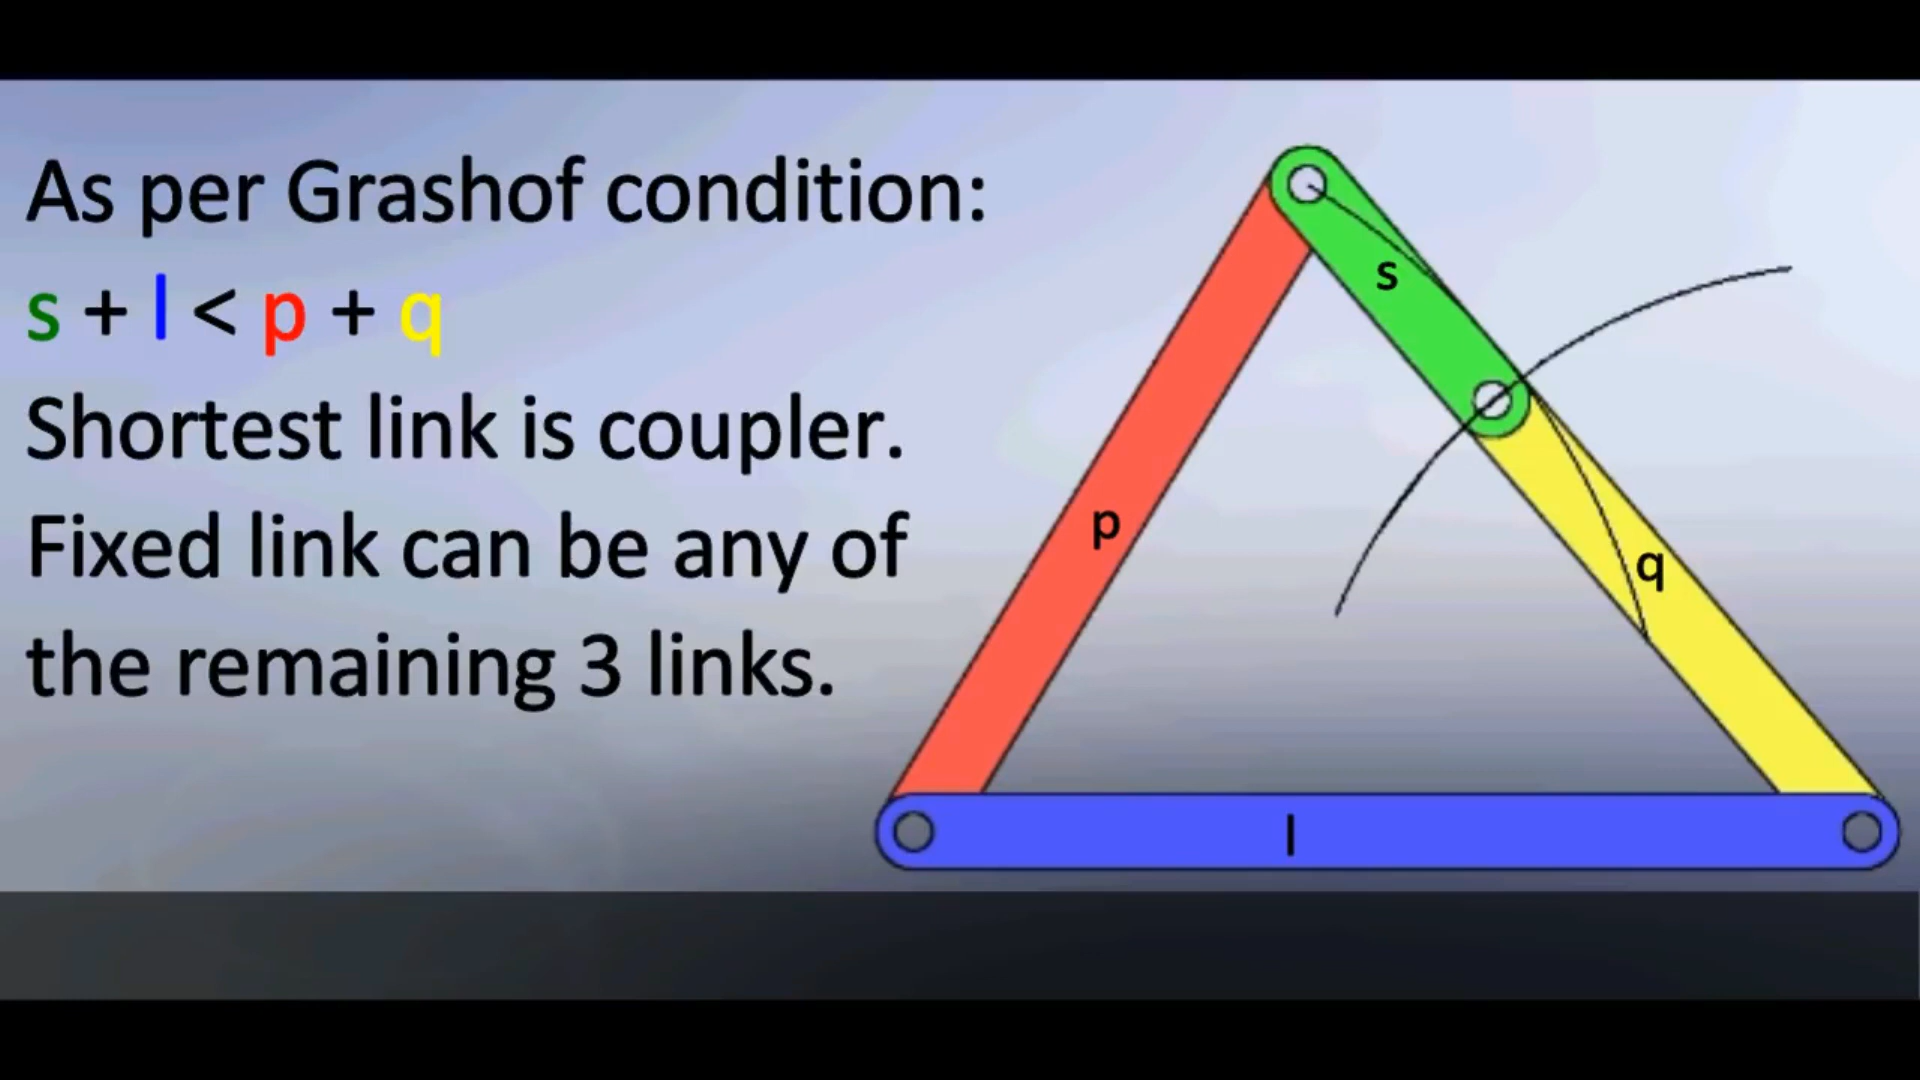 As per Grashof condition:
s + l < p + q
Shortest link is coupler.
Fixed link can be any of
the remaining 3 links.
s
p
q
l